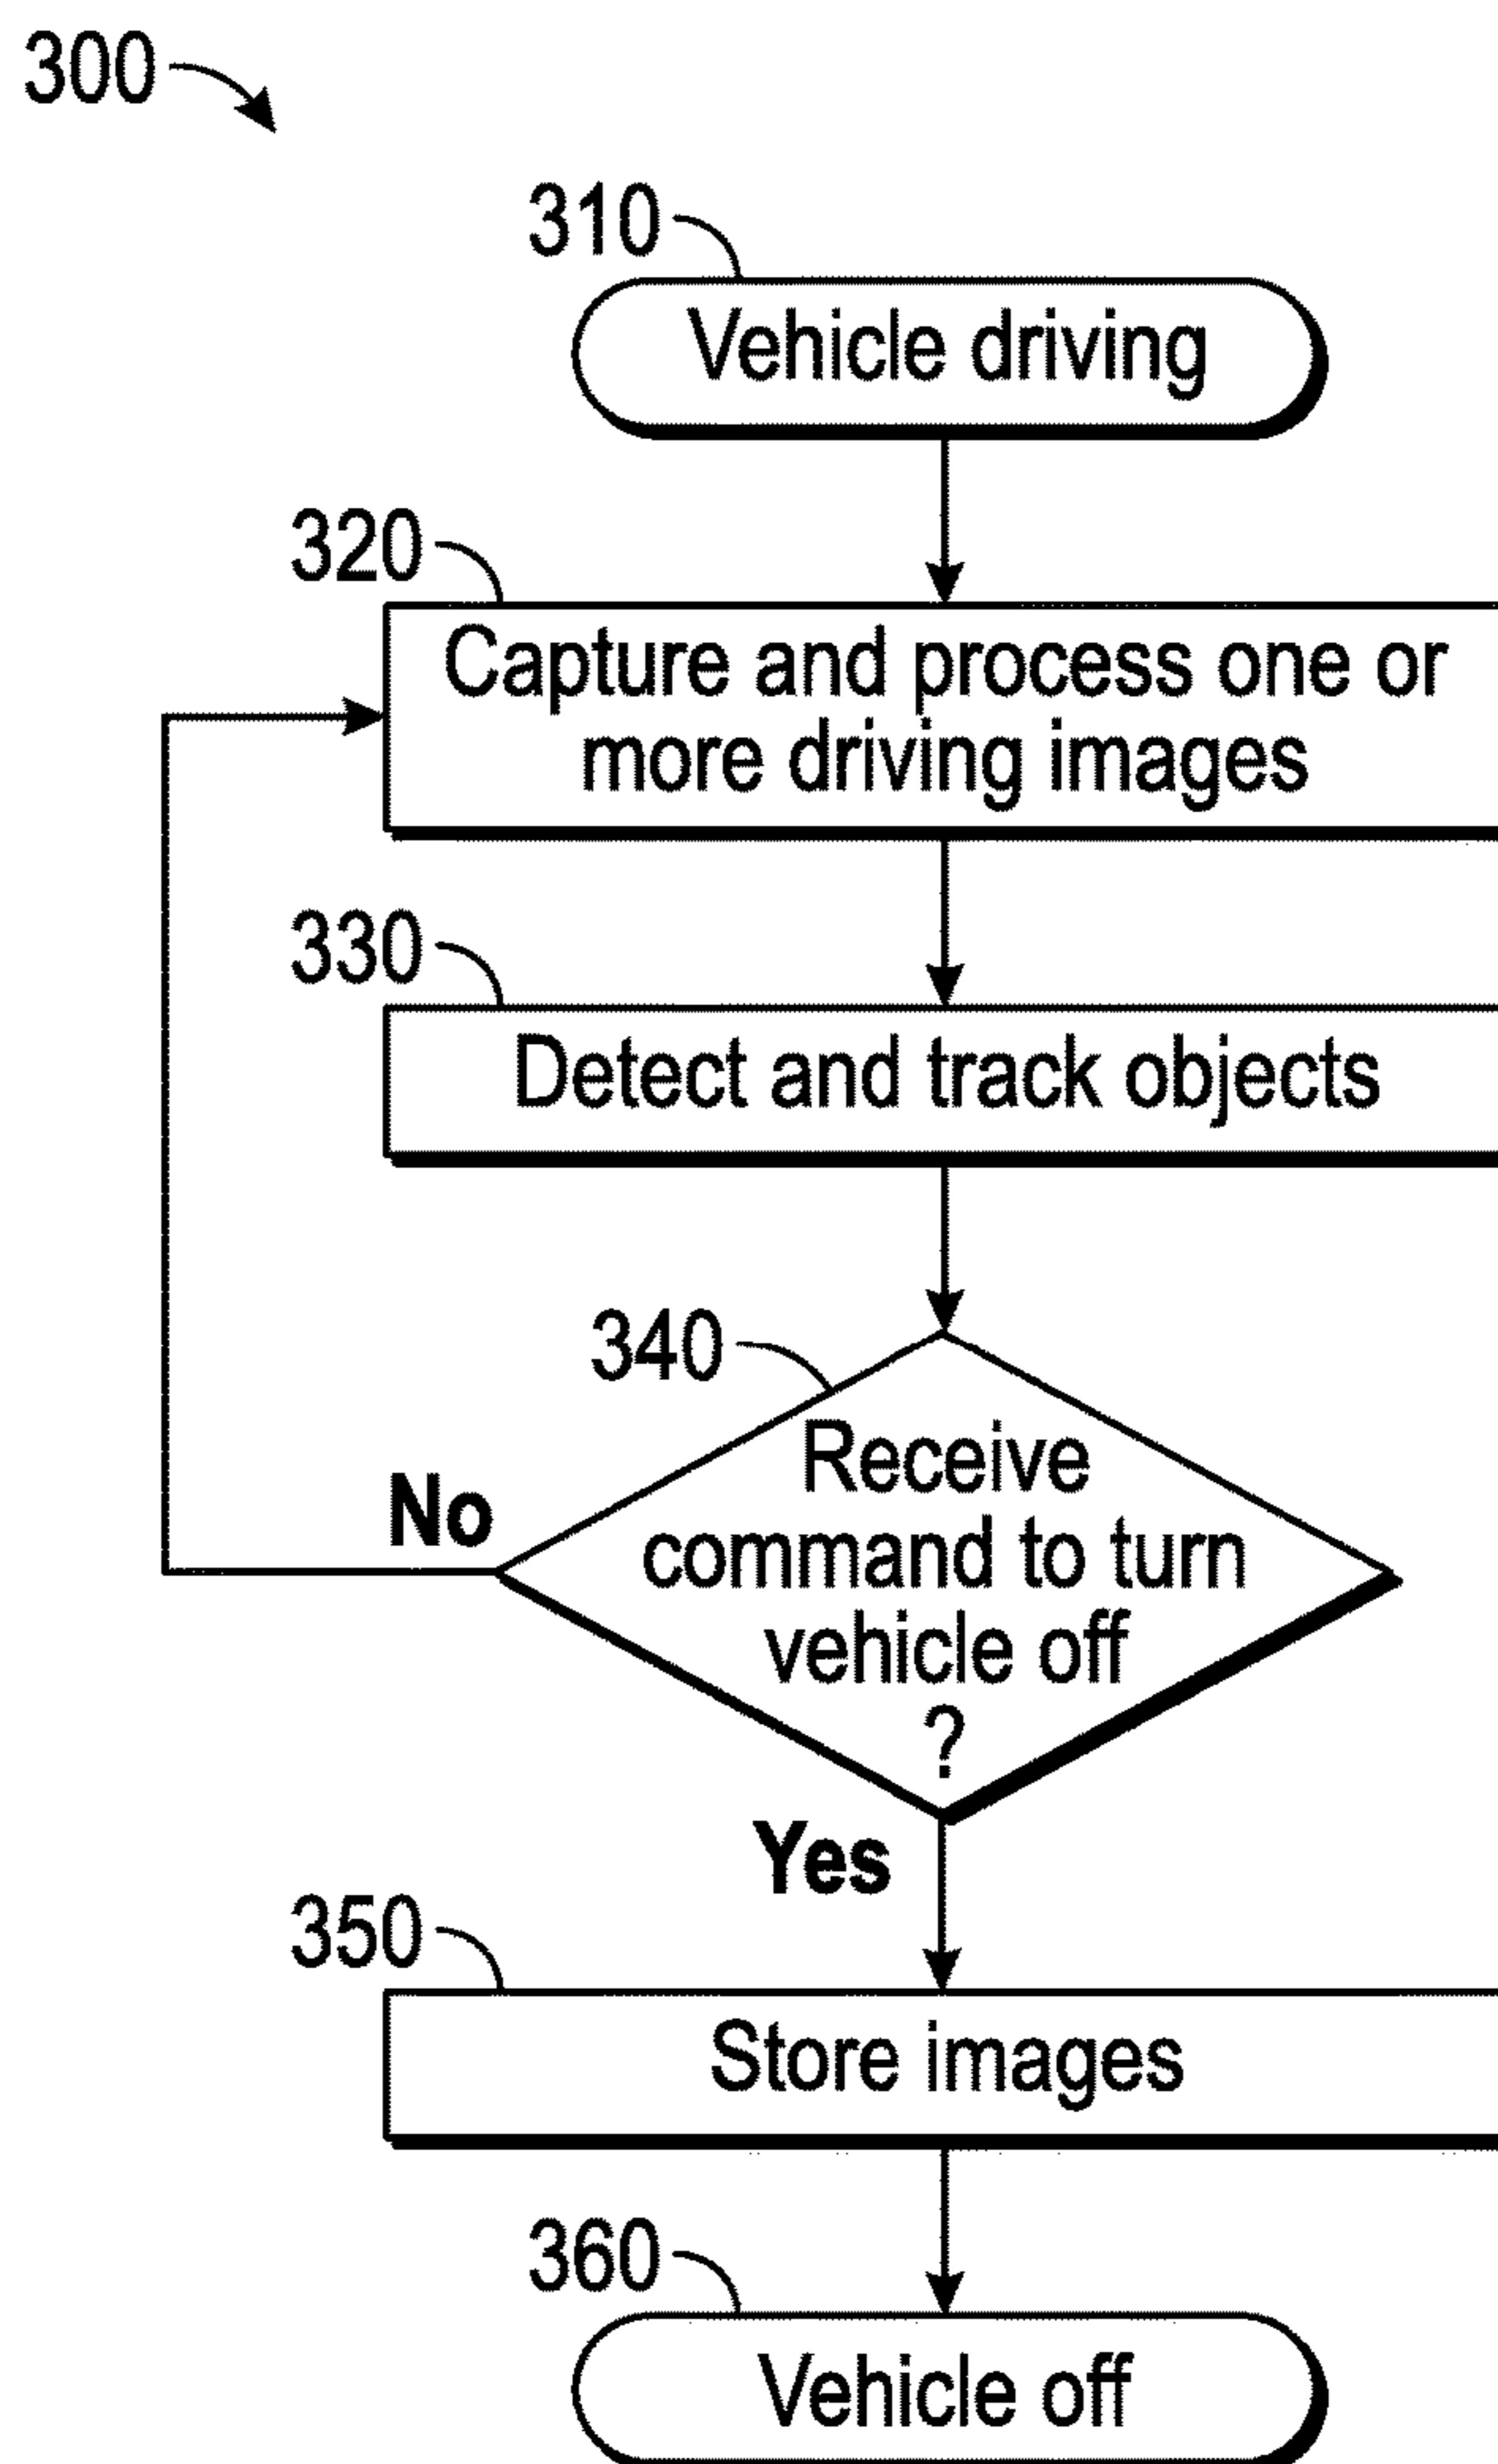 300
310
Vehicle driving
320
Capture and process one or
more driving images
330
Detect and track objects
340
Receive
command to turn
vehicle off
?
No
Yes
350
Store images
360
Vehicle off